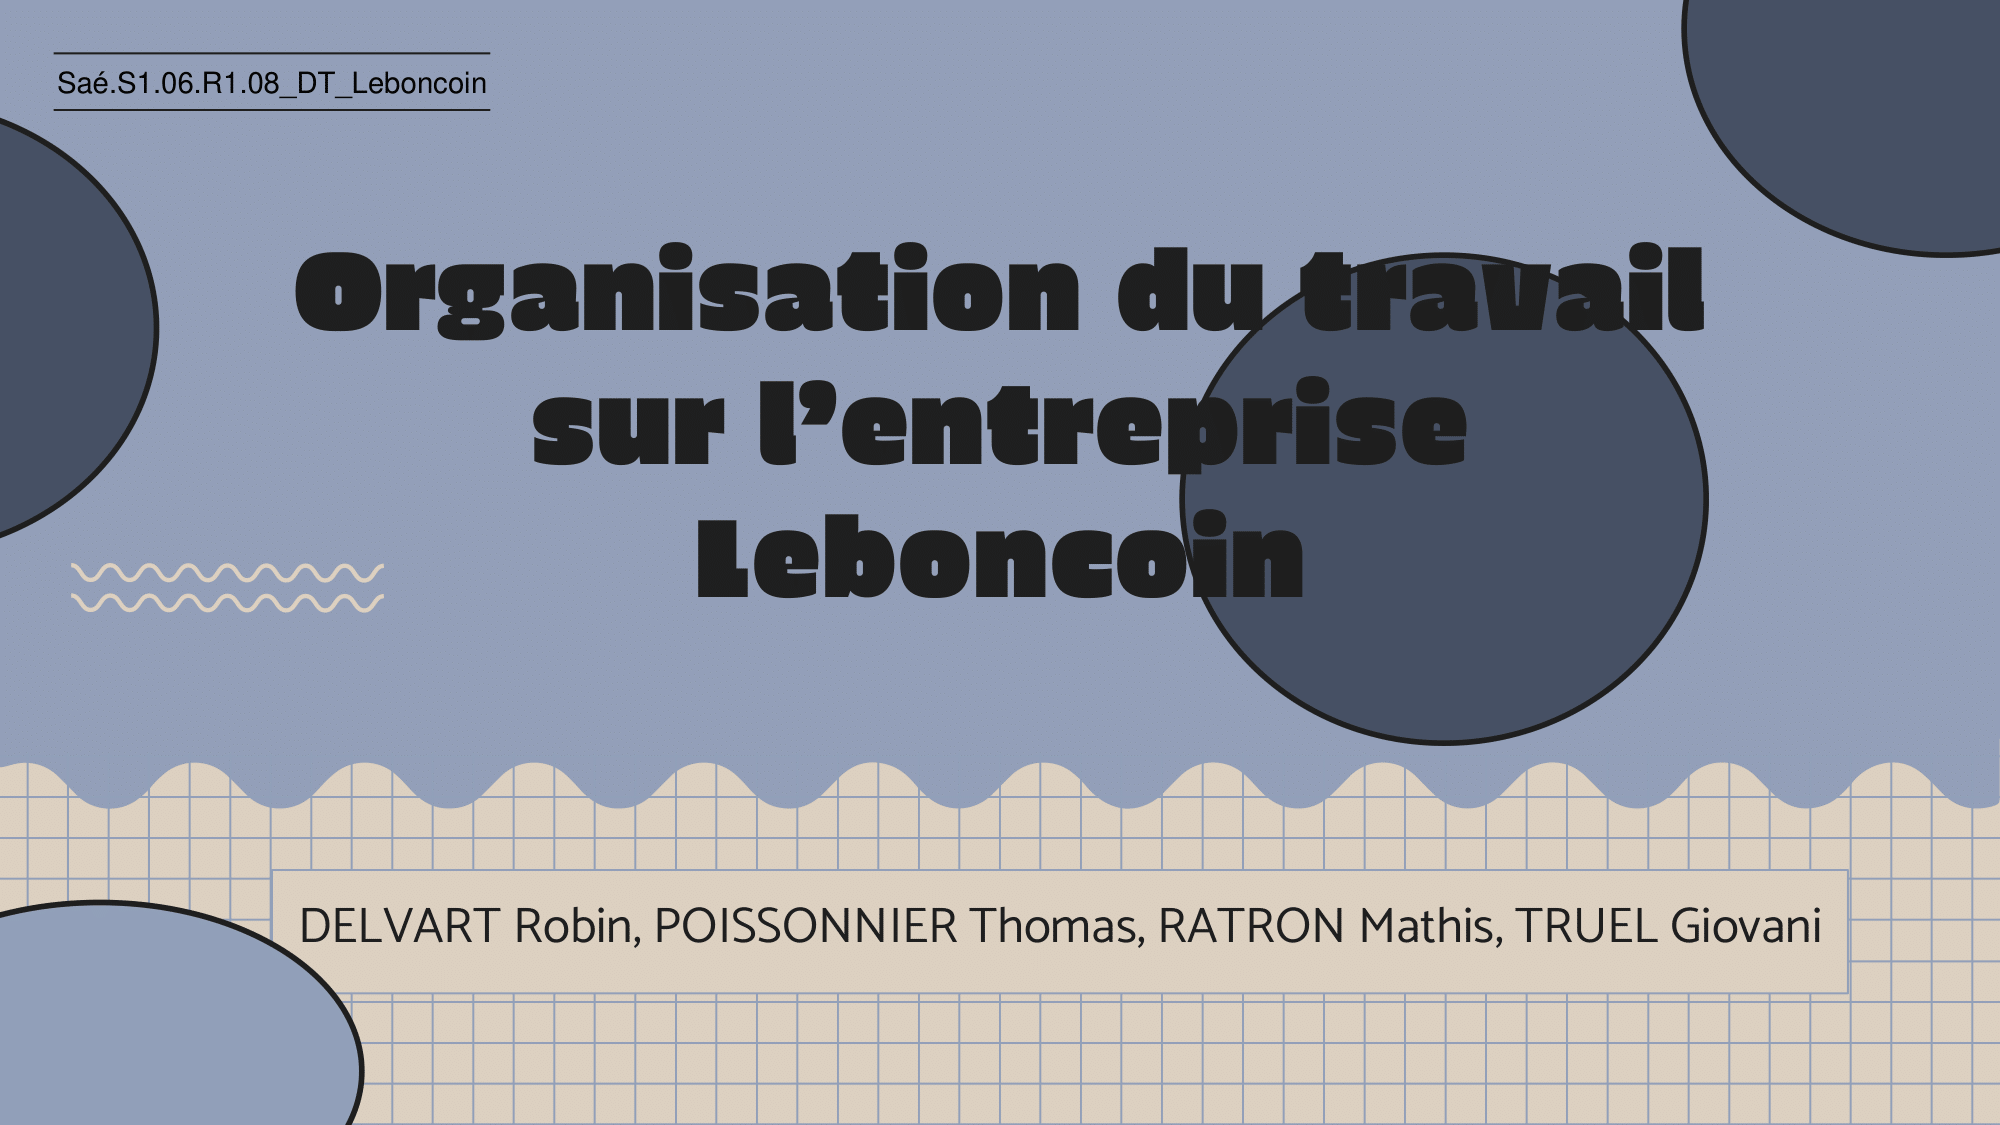 Saé.S1.06.R1.08_DT_Leboncoin
Organisation du travail
sur l’entreprise
Leboncoin
DELVART Robin, POISSONNIER Thomas, RATRON Mathis, TRUEL Giovani